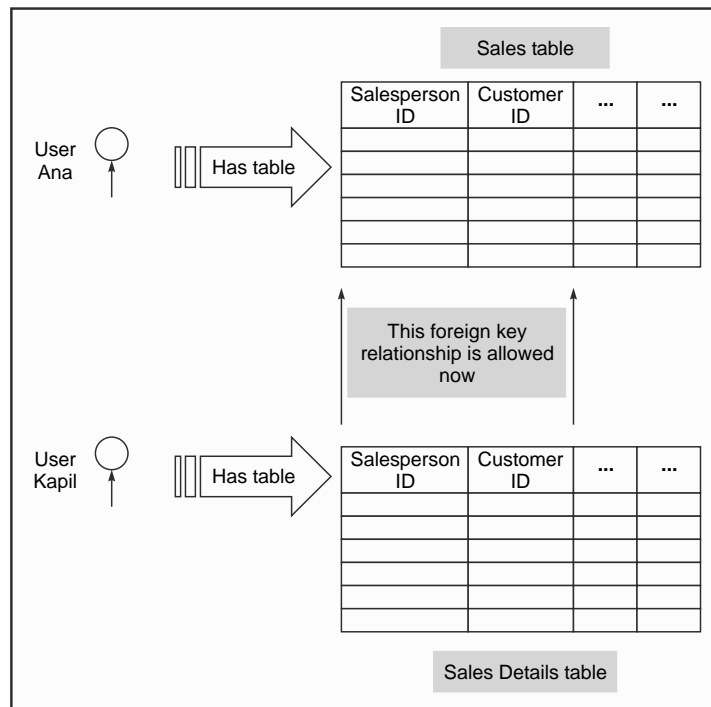 Sales table
Salesperson ID
Customer ID
...
...
User Ana
Has table
This foreign key
relationship is allowed
now
User Kapil
Has table
Salesperson ID
Customer ID
...
...
Sales Details table